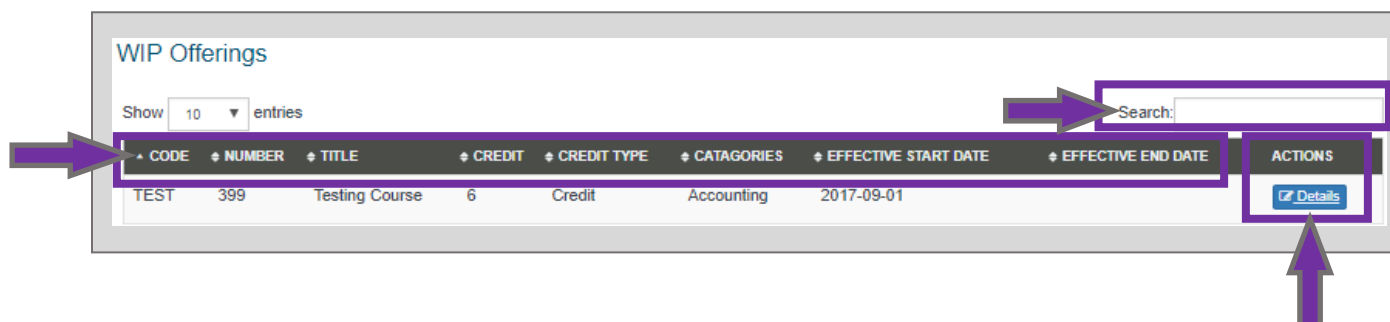 WIP Offerings
Show 10 entries Search:
CODE NUMBER TITLE CREDIT CREDIT TYPE CATAGORIES EFFECTIVE START DATE EFFECTIVE END DATE ACTIONS
TEST 399 Testing Course 6 Credit Accounting 2017-09-01 Details